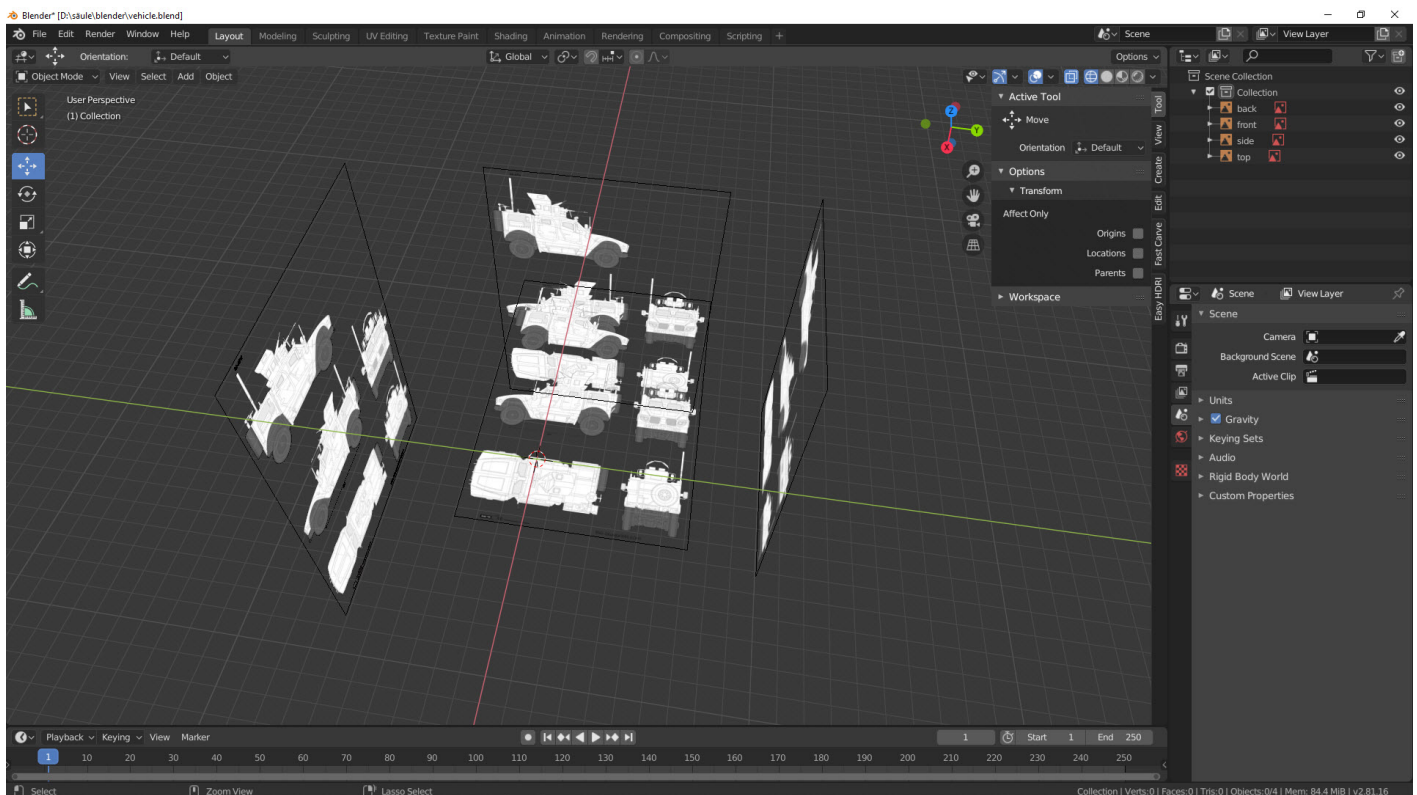 Blender* [D:\säule\blender\vehicle.blend]
File Edit Render Window Help Layout Modeling Sculpting UV Editing Texture Paint Shading Animation Rendering Compositing Scripting + Scene View Layer
Orientation: Default Global Options
Object Mode View Select Add Object
User Perspective
(1) Collection
Z
Y
X
Active Tool
Move
Orientation Default
Options
Transform
Affect Only
Origins
Locations
Parents
Workspace
Tool
View
Create
Edit
Fast Carve
Easy HDRI
Scene Collection
Collection
back
front
side
top
Scene View Layer
Scene
Camera
Background Scene
Active Clip
Units
Gravity
Keying Sets
Audio
Rigid Body World
Custom Properties
Playback Keying View Marker 1 Start 1 End 250
1 10 20 30 40 50 60 70 80 90 100 110 120 130 140 150 160 170 180 190 200 210 220 230 240 250
Select Zoom View Lasso Select Collection | Verts:0 | Faces:0 | Tris:0 | Objects:0/4 | Mem: 84.4 MiB | v2.81.16